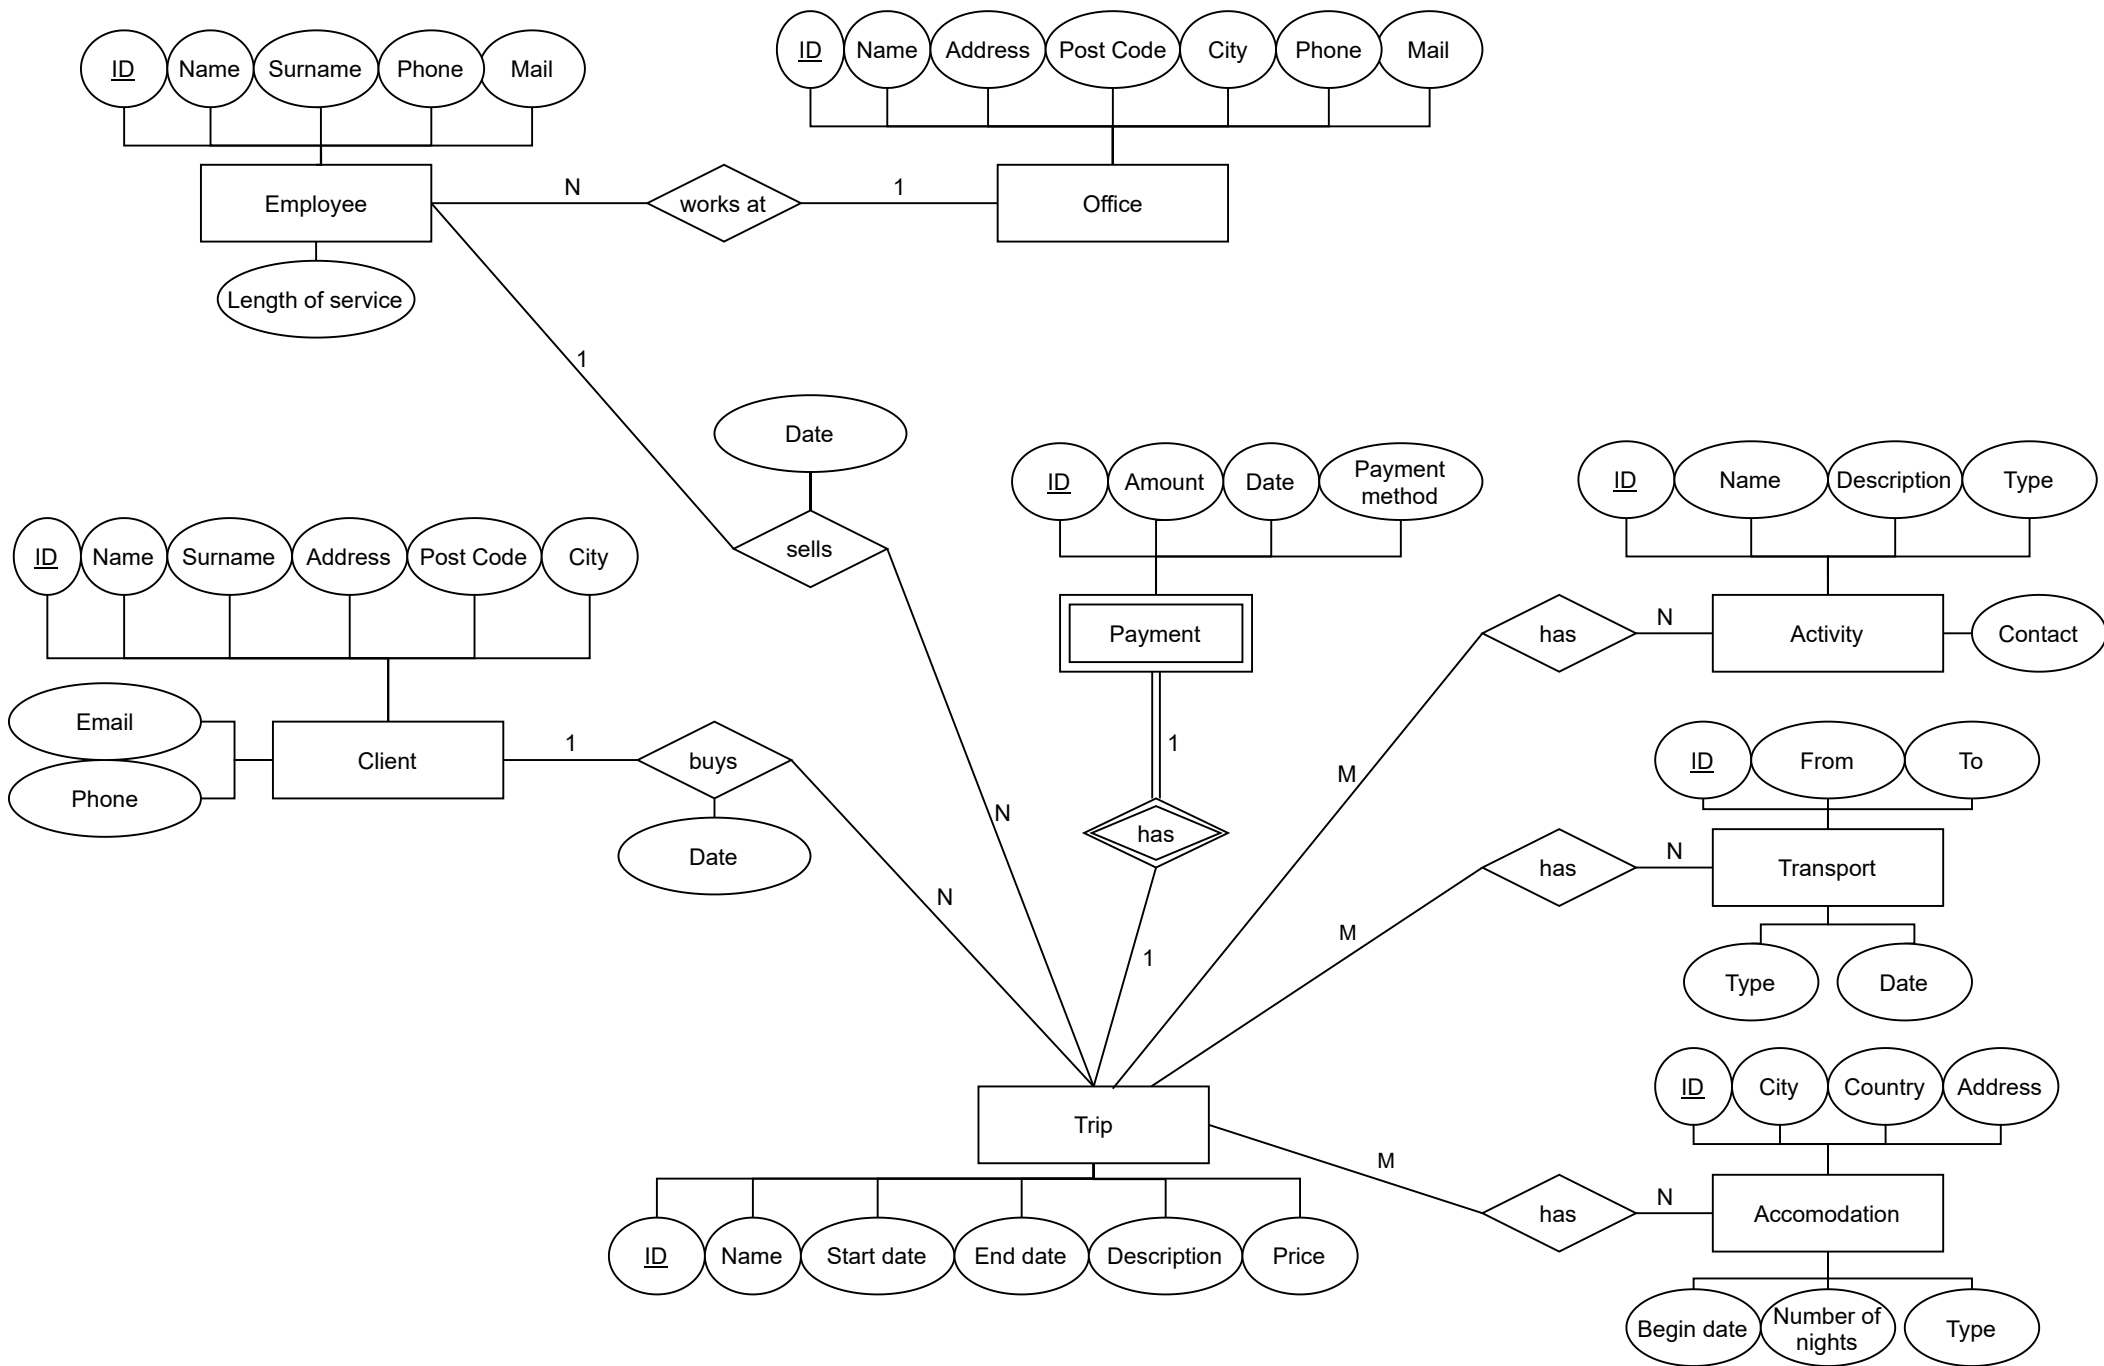 ID
Name
Surname
Phone
Mail
ID
Name
Address
Post Code
City
Phone
Mail
Employee
N
works at
1
Office
Length of service
1
Date
sells
N
ID
Amount
Date
Payment
method
Payment
1
has
1
ID
Name
Description
Type
has
N
Activity
Contact
M
ID
Name
Surname
Address
Post Code
City
Email
Phone
Client
1
buys
Date
N
ID
From
To
has
N
Transport
M
Type
Date
ID
City
Country
Address
Trip
M
has
N
Accomodation
ID
Name
Start date
End date
Description
Price
Begin date
Number of
nights
Type